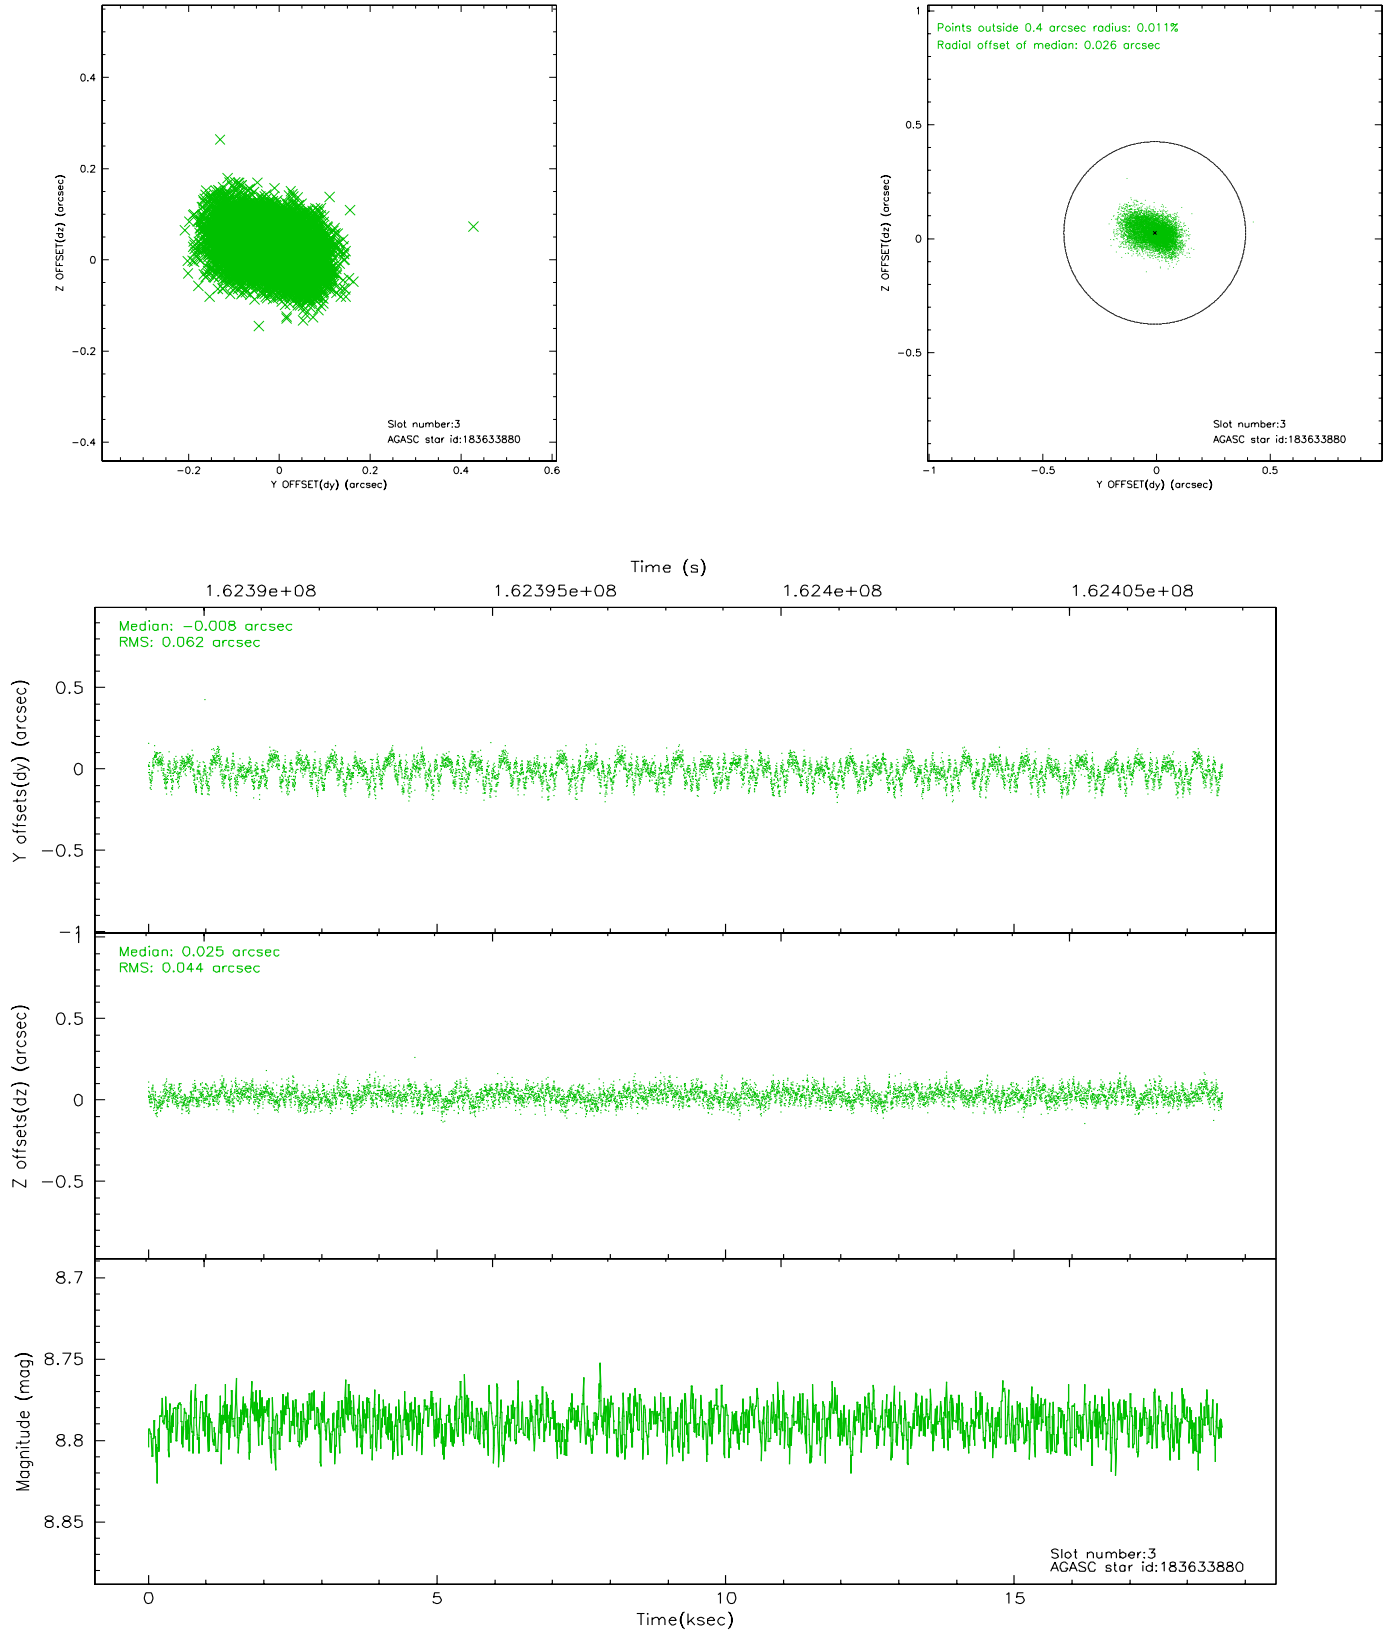 0.4
0.2
0
−0.2
−0.4
Z OFFSET(dz) (arcsec)
Slot number:3
AGASC star id:183633880
−0.2 0 0.2 0.4 0.6
Y OFFSET(dy) (arcsec)
Points outside 0.4 arcsec radius: 0.011%
Radial offset of median: 0.026 arcsec
1
0.5
0
−0.5
Z OFFSET(dz) (arcsec)
Slot number:3
AGASC star id:183633880
−1 −0.5 0 0.5
Y OFFSET(dy) (arcsec)
Time (s)
1.6239e+08 1.62395e+08 1.624e+08 1.62405e+08
Median: −0.008 arcsec
RMS: 0.062 arcsec
0.5
0
−0.5
−1
Y offsets(dy) (arcsec)
Median: 0.025 arcsec
RMS: 0.044 arcsec
1
0.5
0
−0.5
Z offsets(dz) (arcsec)
8.7
8.75
8.8
8.85
Magnitude (mag)
Slot number:3
AGASC star id:183633880
0 5 10 15
Time(ksec)